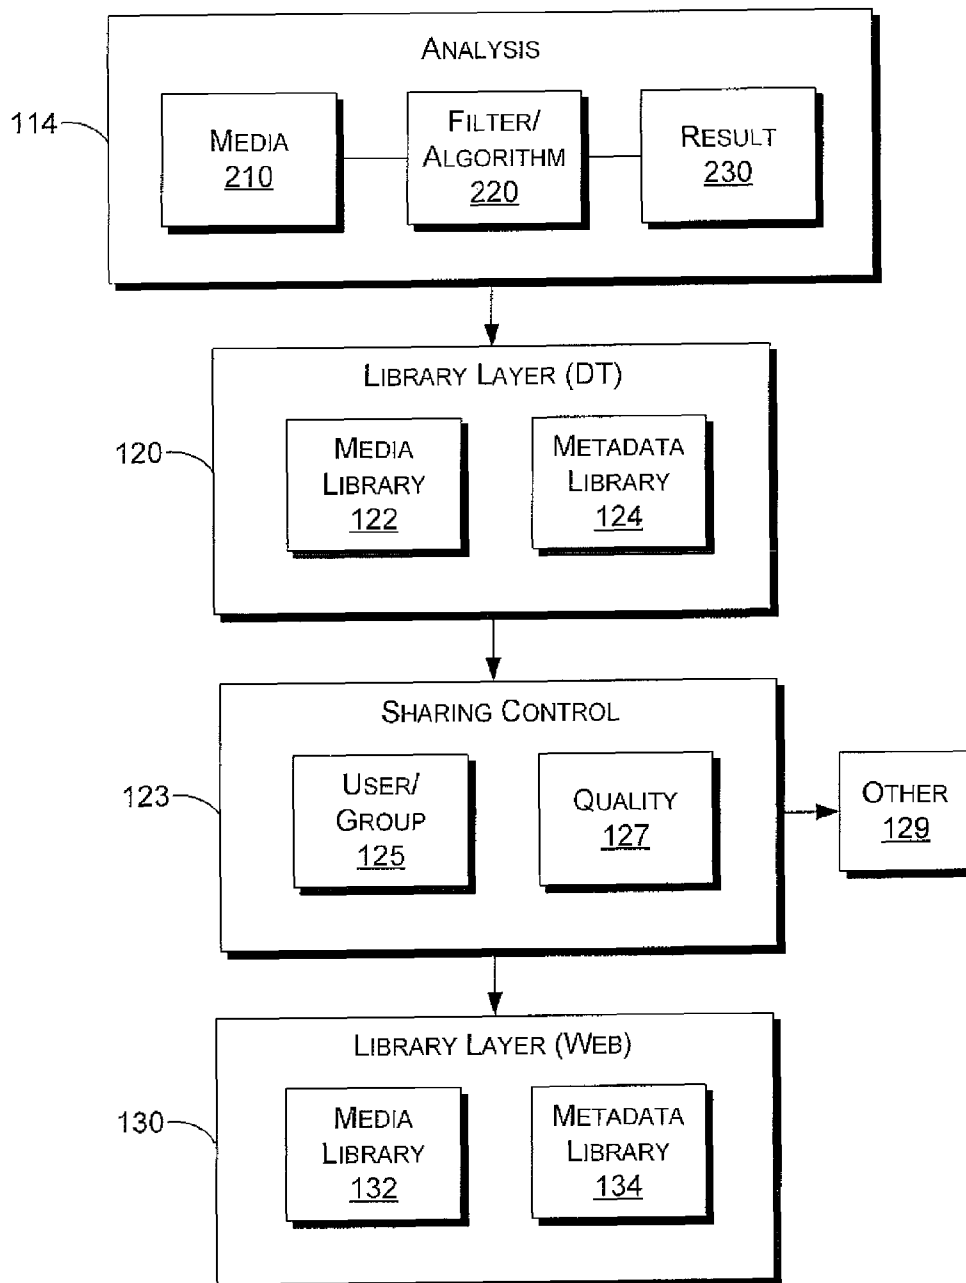 ANALYSIS
114
MEDIA
210
FILTER/
ALGORITHM
220
RESULT
230
LIBRARY LAYER (DT)
120
MEDIA
LIBRARY
122
METADATA
LIBRARY
124
SHARING CONTROL
123
USER/
GROUP
125
QUALITY
127
OTHER
129
LIBRARY LAYER (WEB)
130
MEDIA
LIBRARY
132
METADATA
LIBRARY
134